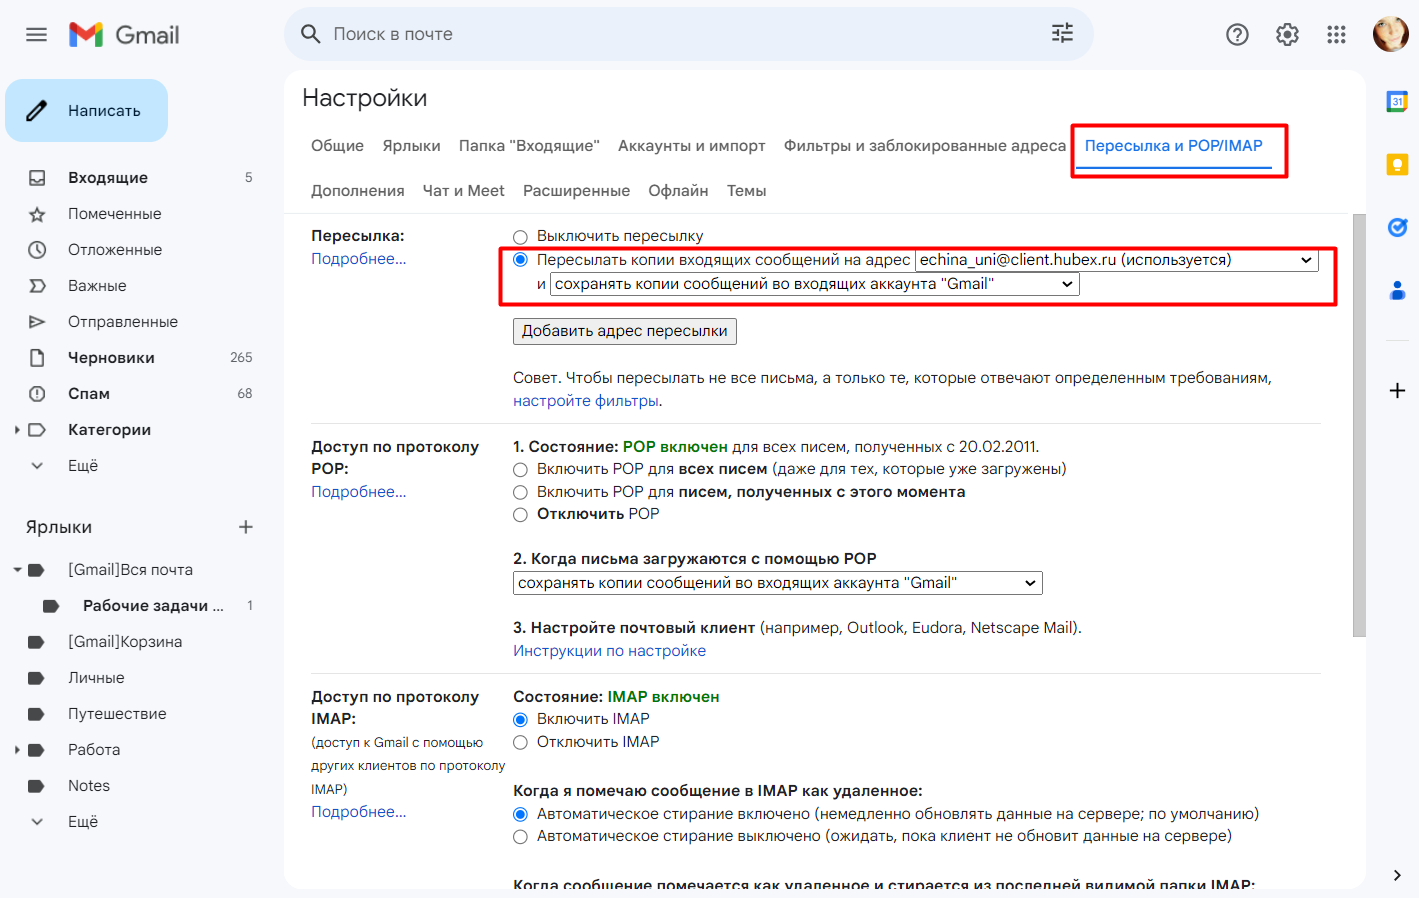 Gmail
Поиск в почте
Написать
Входящие 5
Помеченные
Отложенные
Важные
Отправленные
Черновики 265
Спам 68
Категории
Ещё
Ярлыки
[Gmail]Вся почта
Рабочие задачи ... 1
[Gmail]Корзина
Личные
Путешествие
Работа
Notes
Ещё
Настройки
Общие Ярлыки Папка "Входящие" Аккаунты и импорт Фильтры и заблокированные адреса Пересылка и POP/IMAP
Дополнения Чат и Meet Расширенные Офлайн Темы
Пересылка:
Подробнее...
Выключить пересылку
Пересылать копии входящих сообщений на адрес echina_uni@client.hubex.ru (используется)
и сохранять копии сообщений во входящих аккаунта "Gmail"
Добавить адрес пересылки
Совет. Чтобы пересылать не все письма, а только те, которые отвечают определенным требованиям,
настройте фильтры.
Доступ по протоколу
POP:
Подробнее...
1. Состояние: POP включен для всех писем, полученных с 20.02.2011.
Включить POP для всех писем (даже для тех, которые уже загружены)
Включить POP для писем, полученных с этого момента
Отключить POP
2. Когда письма загружаются с помощью POP
сохранять копии сообщений во входящих аккаунта "Gmail"
3. Настройте почтовый клиент (например, Outlook, Eudora, Netscape Mail).
Инструкции по настройке
Доступ по протоколу
IMAP:
(доступ к Gmail с помощью
других клиентов по протоколу
IMAP)
Подробнее...
Состояние: IMAP включен
Включить IMAP
Отключить IMAP
Когда я помечаю сообщение в IMAP как удаленное:
Автоматическое стирание включено (немедленно обновлять данные на сервере; по умолчанию)
Автоматическое стирание выключено (ожидать, пока клиент не обновит данные на сервере)
Когда сообщение помечается как удаленное и стирается из последней видимой папки IMAP:
31